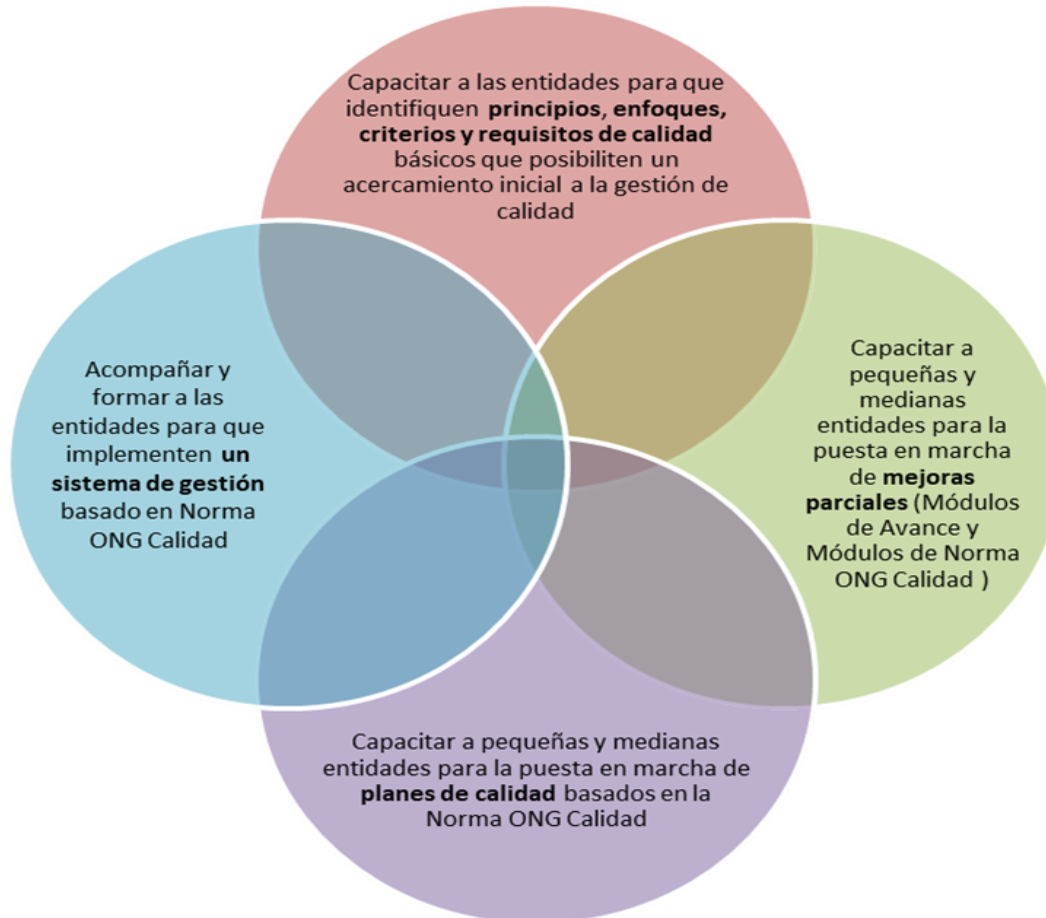 Capacitar a las entidades para que
identifiquen principios, enfoques,
criterios y requisitos de calidad
básicos que posibiliten un
acercamiento inicial a la gestión de
calidad
Acompañar y
formar a las
entidades para que
implementen un
sistema de gestión
basado en Norma
ONG Calidad
Capacitar a
pequeñas y
medianas
entidades para la
puesta en marcha
de mejoras
parciales (Módulos
de Avance y
Módulos de Norma
ONG Calidad )
Capacitar a pequeñas y medianas
entidades para la puesta en marcha de
planes de calidad basados en la
Norma ONG Calidad